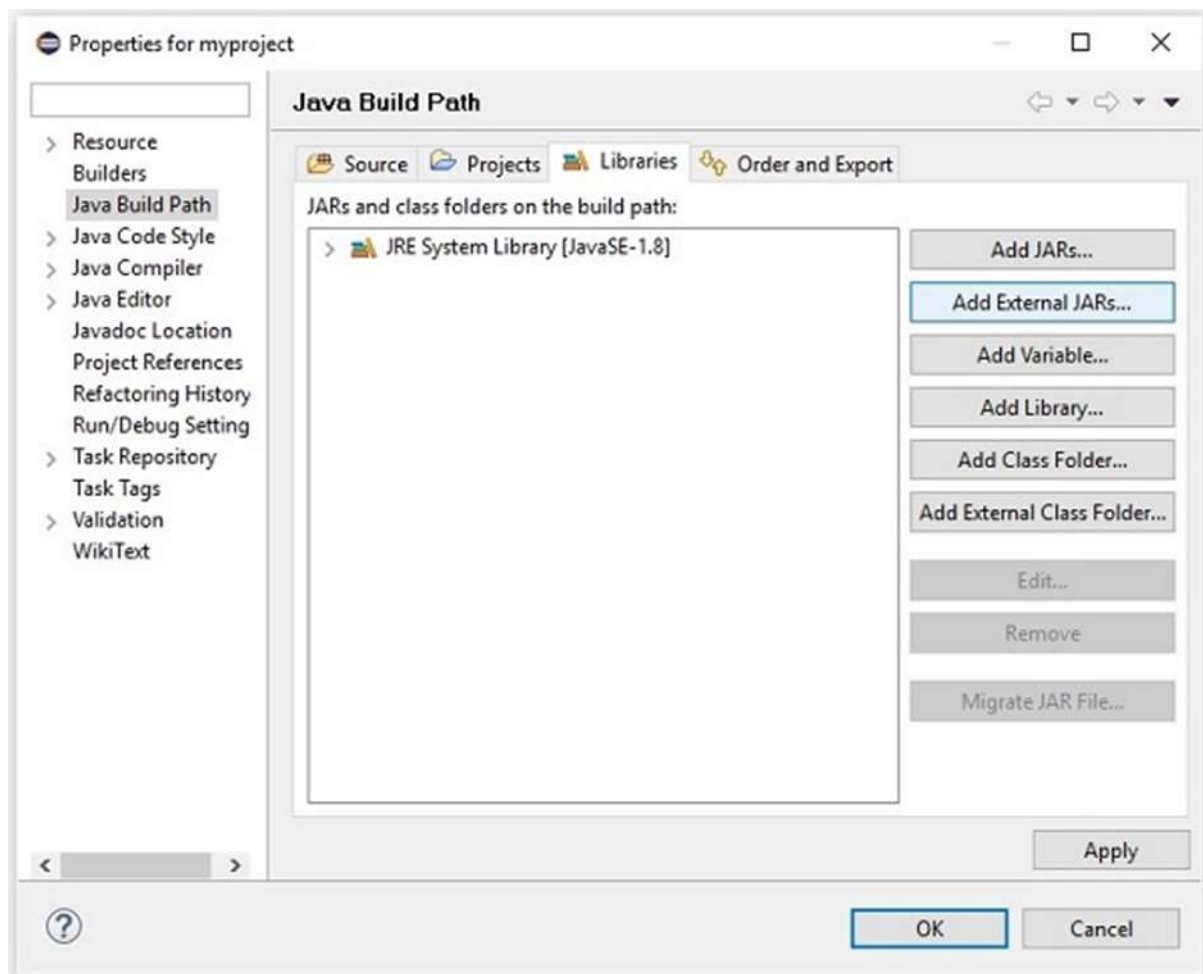 Properties for myproject
Java Build Path
Resource
Builders
Java Build Path
Java Code Style
Java Compiler
Java Editor
Javadoc Location
Project References
Refactoring History
Run/Debug Setting
Task Repository
Task Tags
Validation
WikiText
Source Projects Libraries Order and Export
JARs and class folders on the build path:
JRE System Library [JavaSE-1.8]
Add JARs...
Add External JARs...
Add Variable...
Add Library...
Add Class Folder...
Add External Class Folder...
Edit...
Remove
Migrate JAR File...
Apply
?
OK Cancel